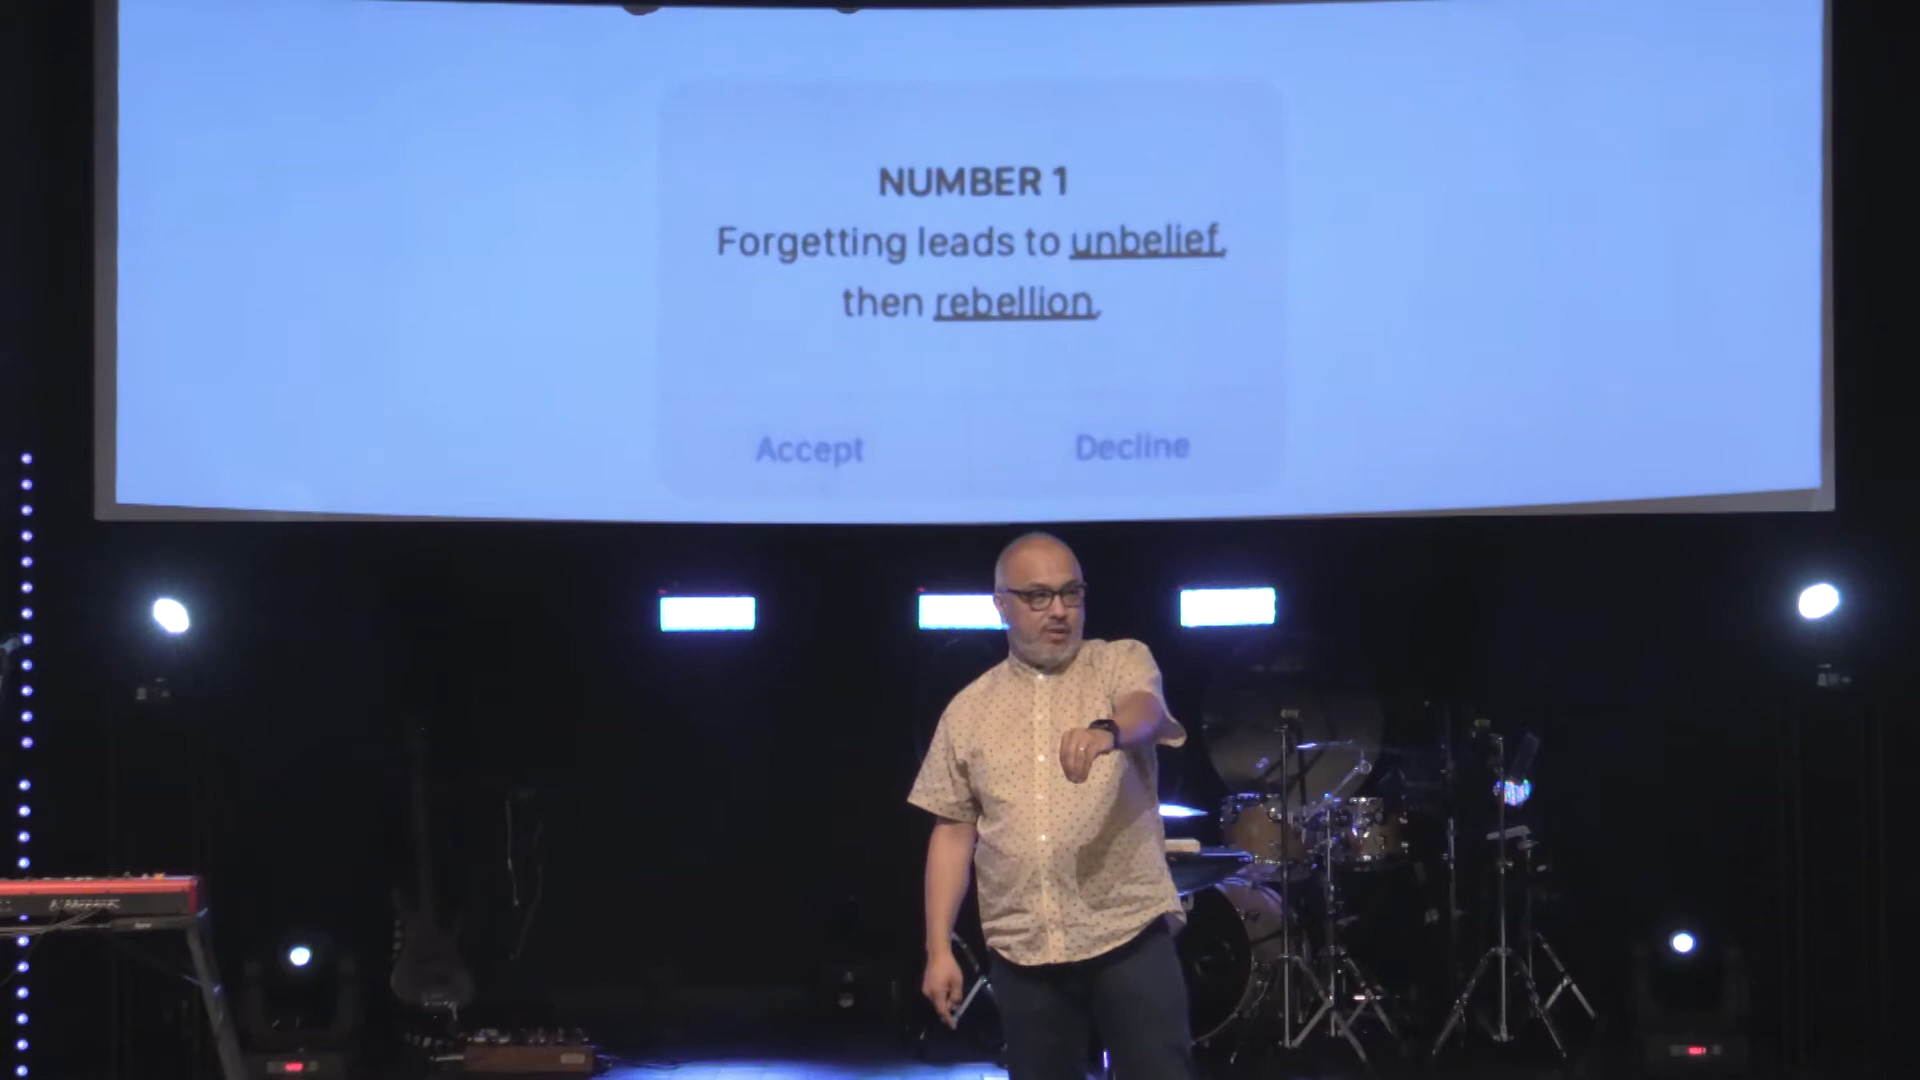 NUMBER 1
Forgetting leads to unbelief,
then rebellion.
Accept
Decline